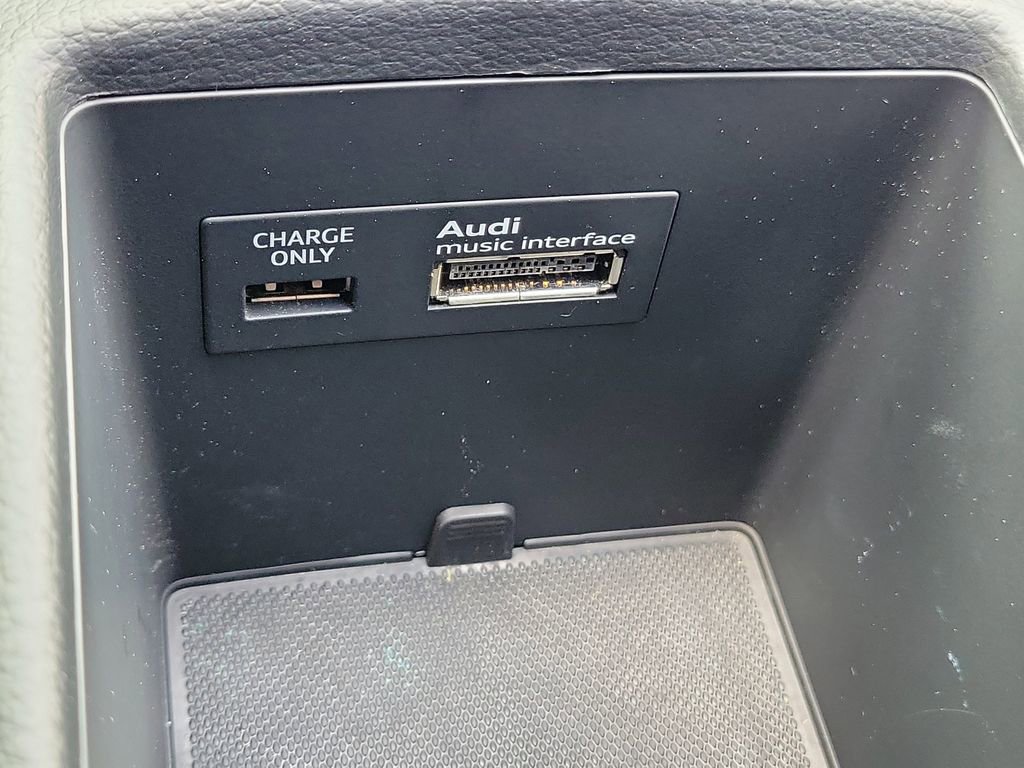 CHARGE
ONLY
Audi
music interface